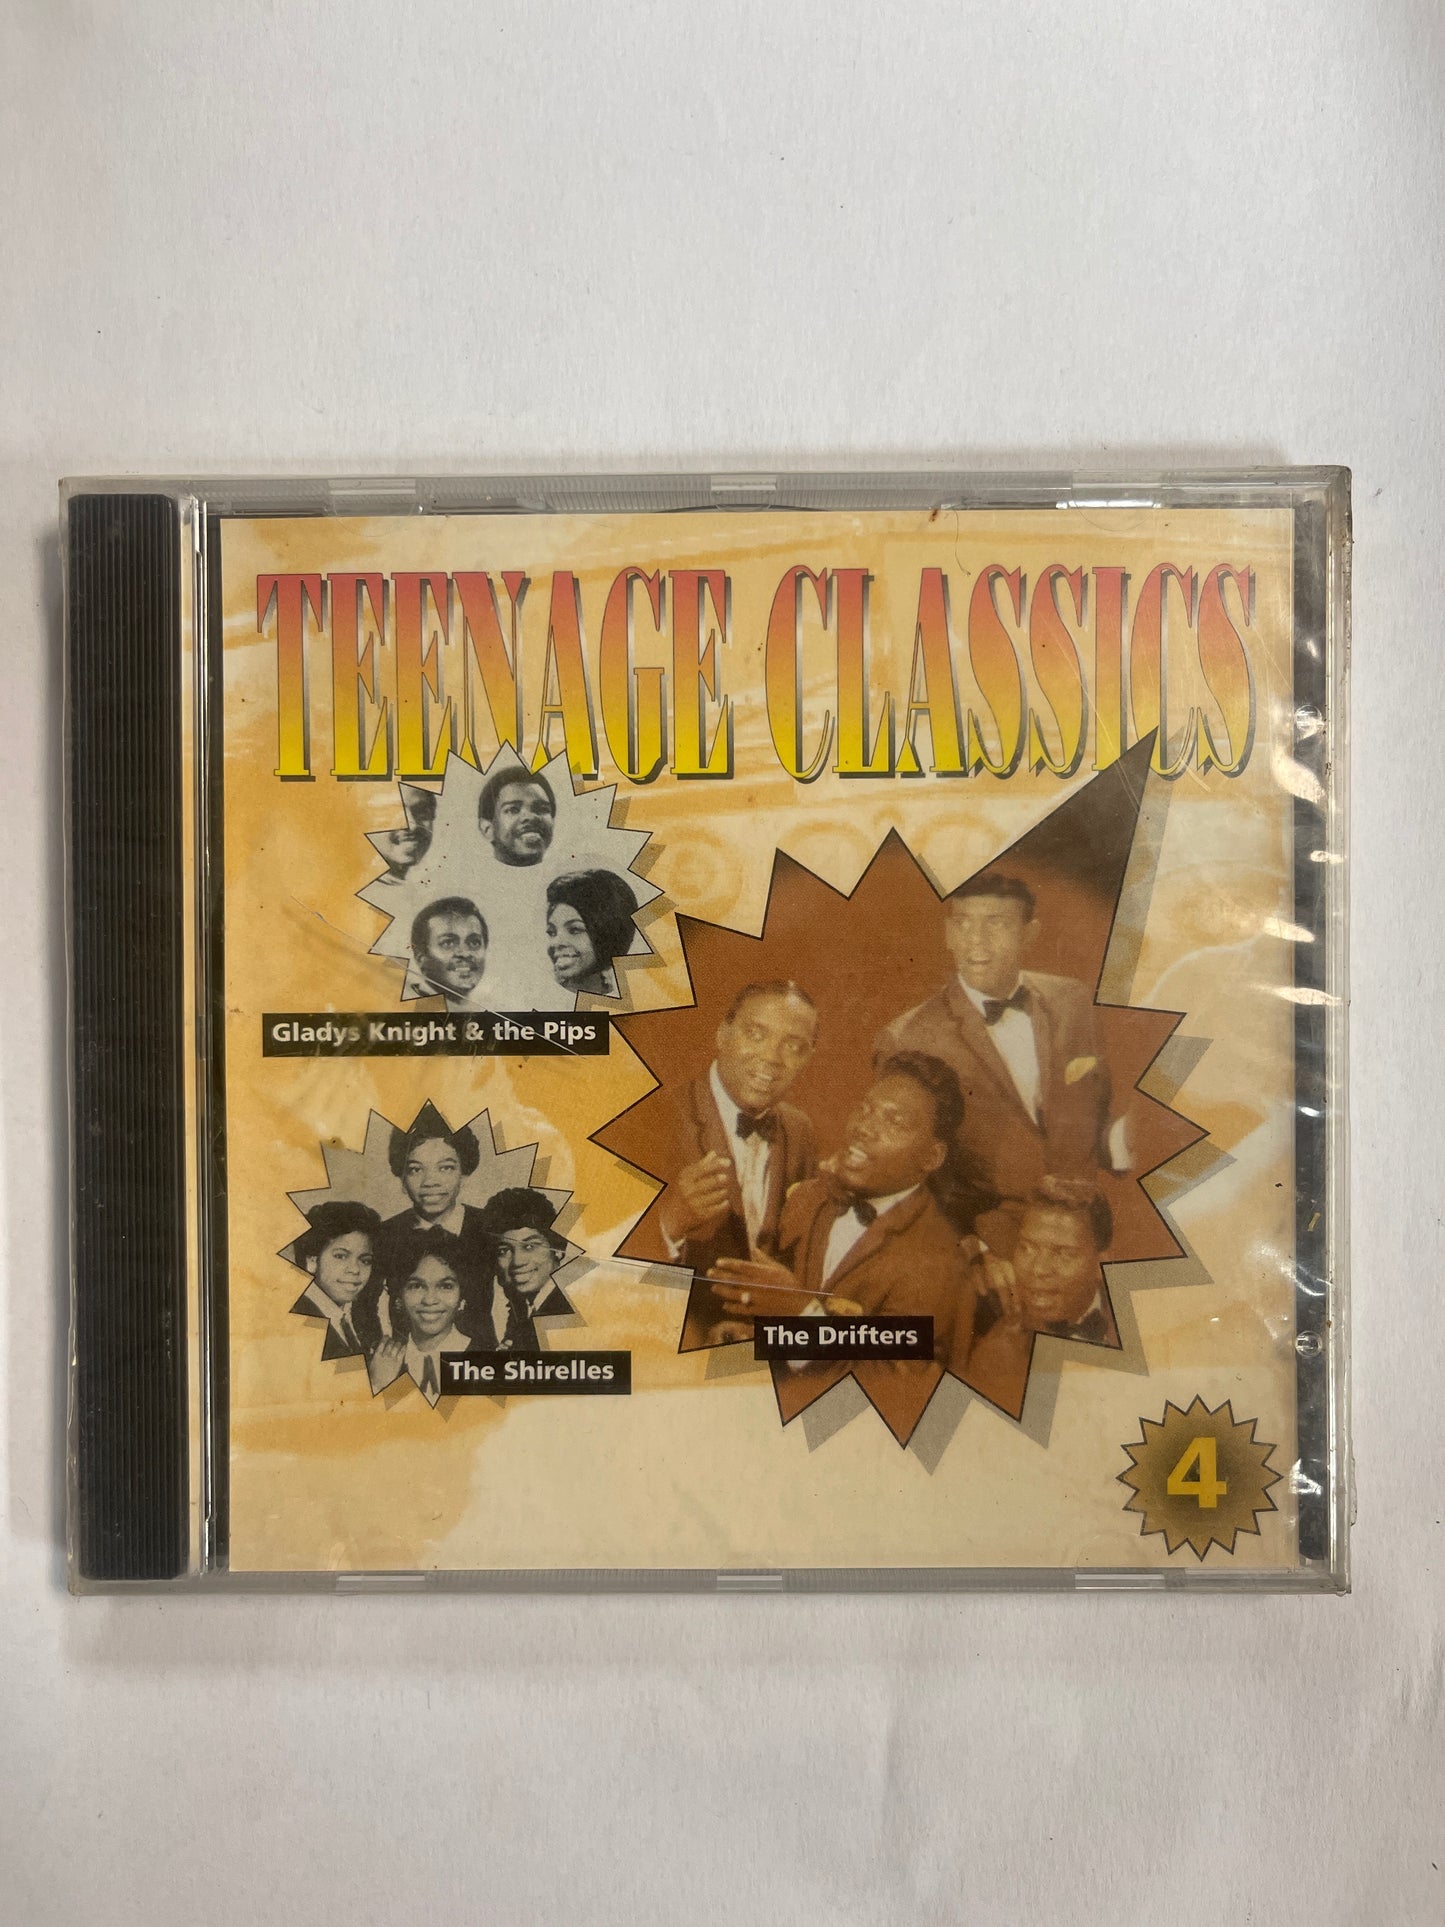 TEENAGE CLASSICS
Gladys Knight & the Pips
The Drifters
The Shirelles
4